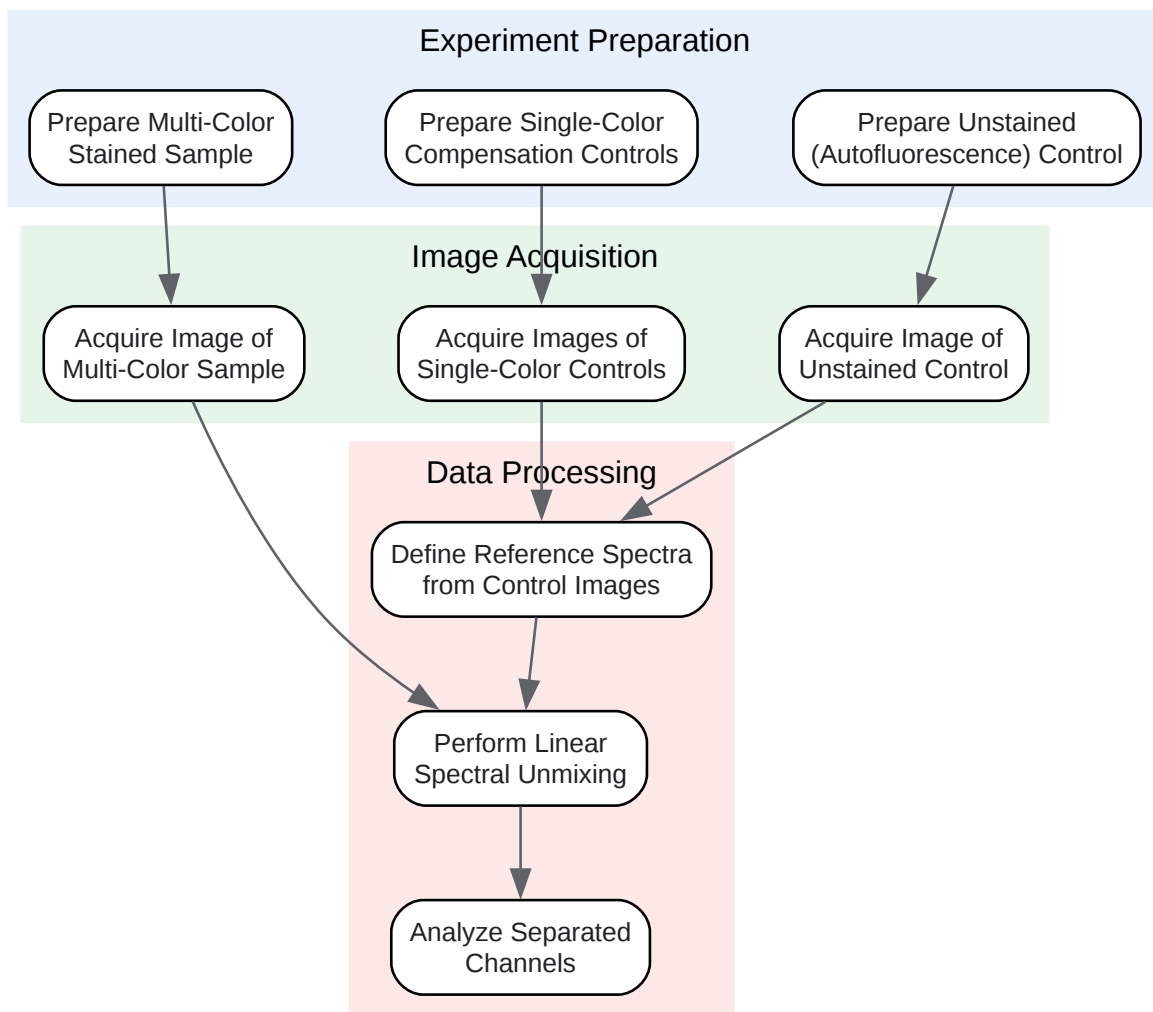 Experiment Preparation
Prepare Multi-Color
Stained Sample
Prepare Single-Color
Compensation Controls
Prepare Unstained
(Autofluorescence) Control
Image Acquisition
Acquire Image of
Multi-Color Sample
Acquire Images of
Single-Color Controls
Acquire Image of
Unstained Control
Data Processing
Define Reference Spectra
from Control Images
Perform Linear
Spectral Unmixing
Analyze Separated
Channels